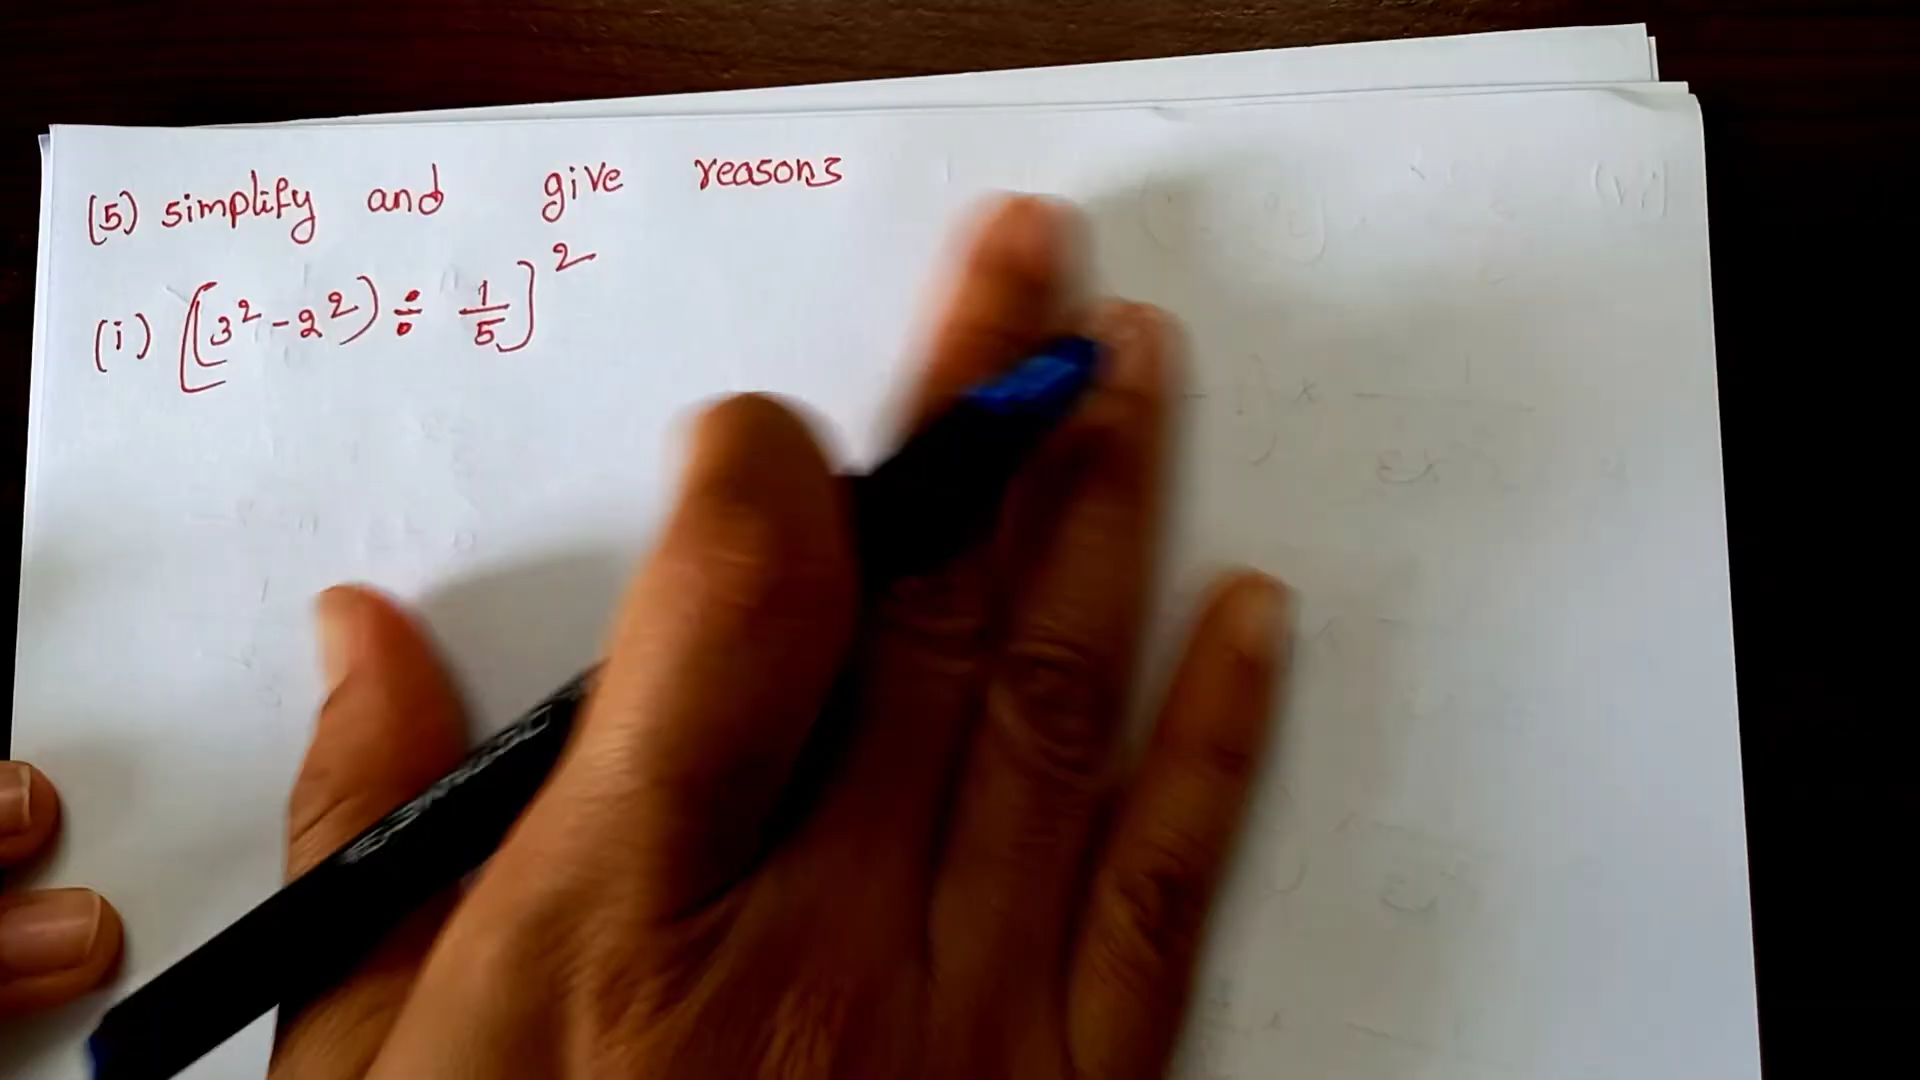 (5) simplify and give reasons
(i) [(3² - 2²) ÷ 1/5]²